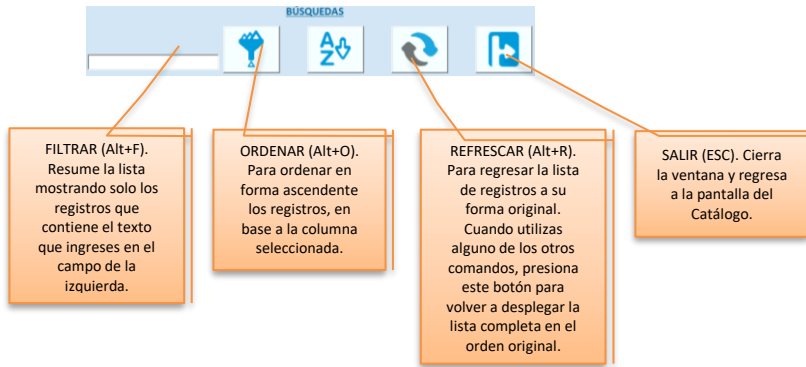 BÚSQUEDAS
A
Z
FILTRAR (Alt+F).
Resume la lista
mostrando solo los
registros que
contiene el texto
que ingreses en el
campo de la
izquierda.
ORDENAR (Alt+O).
Para ordenar en
forma ascendente
los registros, en
base a la columna
seleccionada.
REFRESCAR (Alt+R).
Para regresar la lista
de registros a su
forma original.
Cuando utilizas
alguno de los otros
comandos, presiona
este botón para
volver a desplegar la
lista completa en el
orden original.
SALIR (ESC). Cierra
la ventana y regresa
a la pantalla del
Catálogo.